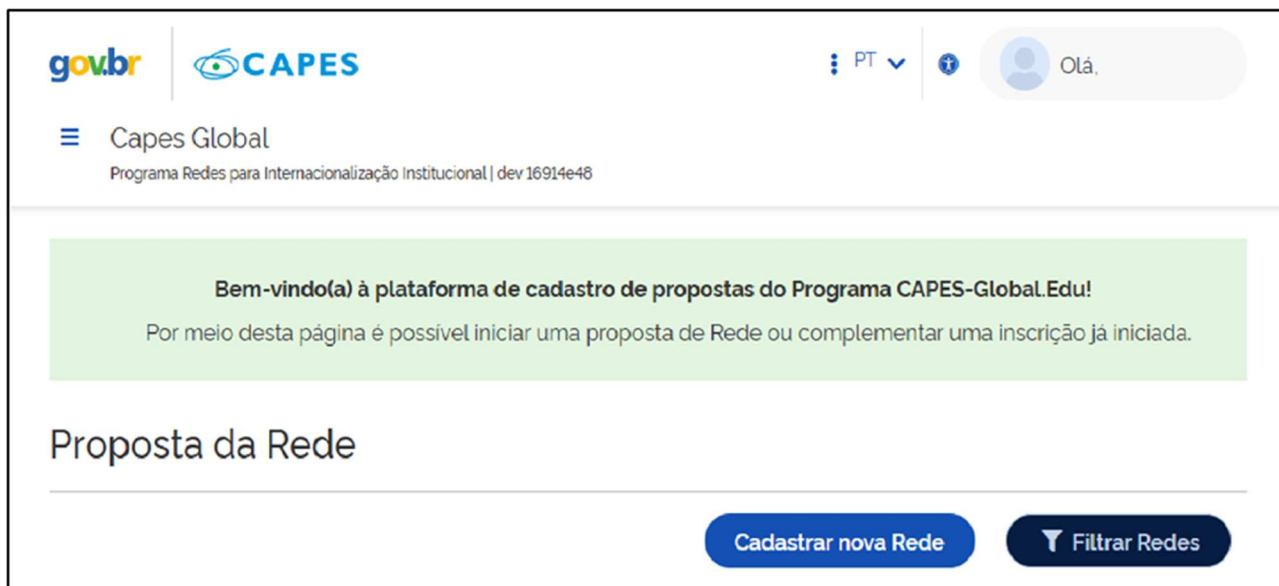 gov.br
CAPES
PT
Olá,
Capes Global
Programa Redes para Internacionalização Institucional | dev 16914e48
Bem-vindo(a) à plataforma de cadastro de propostas do Programa CAPES-Global.Edu!
Por meio desta página é possível iniciar uma proposta de Rede ou complementar uma inscrição já iniciada.
Proposta da Rede
Cadastrar nova Rede
Filtrar Redes